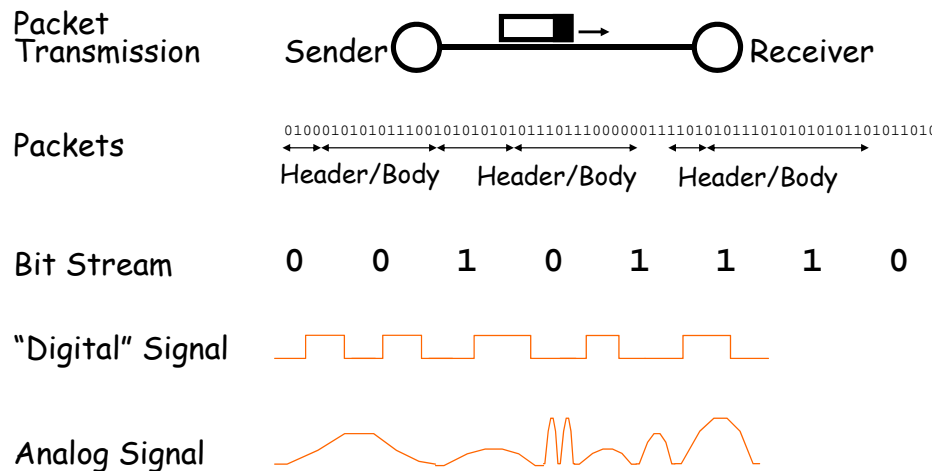 Packet
Transmission
Sender
Receiver
Packets
0100010101011100101010101011101110000001111010101110101010101101011010
Header/Body
Header/Body
Header/Body
Bit Stream
0 0 1 0 1 1 1 0
“Digital” Signal
Analog Signal